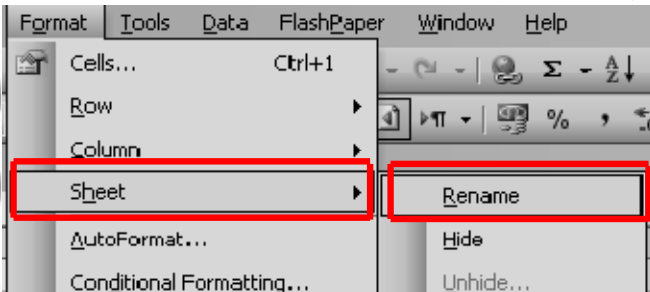 Format Tools Data FlashPaper Window Help
Cells... Ctrl+1
Row
Column
Sheet
AutoFormat...
Conditional Formatting...
Rename
Hide
Unhide...
Σ
A
Z
¶
%
,